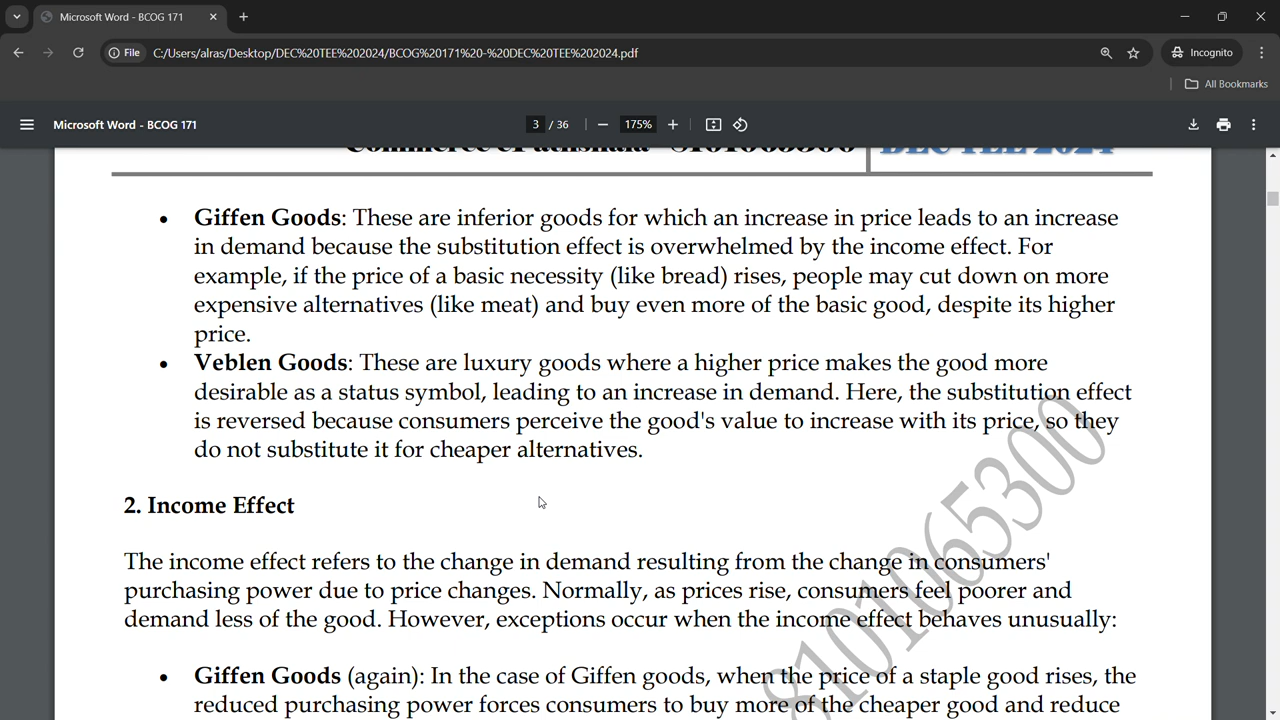 Microsoft Word - BCOG 171
File
C:/Users/alras/Desktop/DEC%20TEE%202024/BCOG%20171%20-%20DEC%20TEE%202024.pdf
Incognito
All Bookmarks
Microsoft Word - BCOG 171
3 / 36
175%
Commerce ePathshala - 8101065300
DEC TEE 2024
• Giffen Goods: These are inferior goods for which an increase in price leads to an increase
in demand because the substitution effect is overwhelmed by the income effect. For
example, if the price of a basic necessity (like bread) rises, people may cut down on more
expensive alternatives (like meat) and buy even more of the basic good, despite its higher
price.
• Veblen Goods: These are luxury goods where a higher price makes the good more
desirable as a status symbol, leading to an increase in demand. Here, the substitution effect
is reversed because consumers perceive the good's value to increase with its price, so they
do not substitute it for cheaper alternatives.
2. Income Effect
The income effect refers to the change in demand resulting from the change in consumers'
purchasing power due to price changes. Normally, as prices rise, consumers feel poorer and
demand less of the good. However, exceptions occur when the income effect behaves unusually:
• Giffen Goods (again): In the case of Giffen goods, when the price of a staple good rises, the
reduced purchasing power forces consumers to buy more of the cheaper good and reduce
8101065300